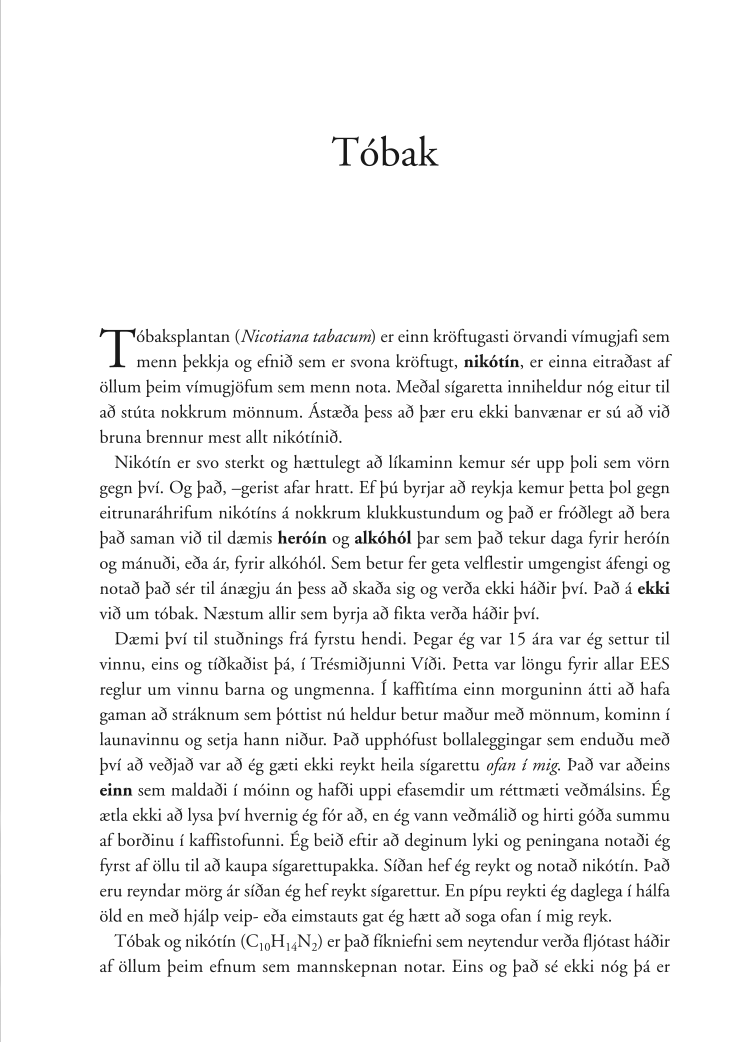 Tóbak
Tóbaksplantan (Nicotiana tabacum) er einn kröftugasti örvandi vímugjafi sem
menn þekkja og efnið sem er svona kröftugt, nikótín, er einna eitraðast af
öllum þeim vímugjöfum sem menn nota. Meðal sígaretta inniheldur nóg eitur til
að stúta nokkrum mönnum. Ástæða þess að þær eru ekki banvænar er sú að við
bruna brennur mest allt nikótínið.
Nikótín er svo sterkt og hættulegt að líkaminn kemur sér upp þoli sem vörn
gegn því. Og það, –gerist afar hratt. Ef þú byrjar að reykja kemur þetta þol gegn
eitrunaráhrifum nikótíns á nokkrum klukkustundum og það er fróðlegt að bera
það saman við til dæmis heróín og alkóhól þar sem það tekur daga fyrir heróín
og mánuði, eða ár, fyrir alkóhól. Sem betur fer geta velflestir umgengist áfengi og
notað það sér til ánægju án þess að skaða sig og verða ekki háðir því. Það á ekki
við um tóbak. Næstum allir sem byrja að fikta verða háðir því.
Dæmi því til stuðnings frá fyrstu hendi. Þegar ég var 15 ára var ég settur til
vinnu, eins og tíðkaðist þá, í Trésmiðjunni Víði. Þetta var löngu fyrir allar EES
reglur um vinnu barna og ungmenna. Í kaffitíma einn morguninn átti að hafa
gaman að stráknum sem þóttist nú heldur betur maður með mönnum, kominn í
launavinnu og setja hann niður. Það upphófust bollaleggingar sem enduðu með
því að veðjað var að ég gæti ekki reykt heila sígarettu ofan í mig. Það var aðeins
einn sem maldaði í móinn og hafði uppi efasemdir um réttmæti veðmálsins. Ég
ætla ekki að lysa því hvernig ég fór að, en ég vann veðmálið og hirti góða summu
af borðinu í kaffistofunni. Ég beið eftir að deginum lyki og peningana notaði ég
fyrst af öllu til að kaupa sígarettupakka. Síðan hef ég reykt og notað nikótín. Það
eru reyndar mörg ár síðan ég hef reykt sígarettur. En pípu reykti ég daglega í hálfa
öld en með hjálp veip- eða eimstauts gat ég hætt að soga ofan í mig reyk.
Tóbak og nikótín (C₁₀H₁₄N₂) er það fíkniefni sem neytendur verða fljótast háðir
af öllum þeim efnum sem mannskepnan notar. Eins og það sé ekki nóg þá er